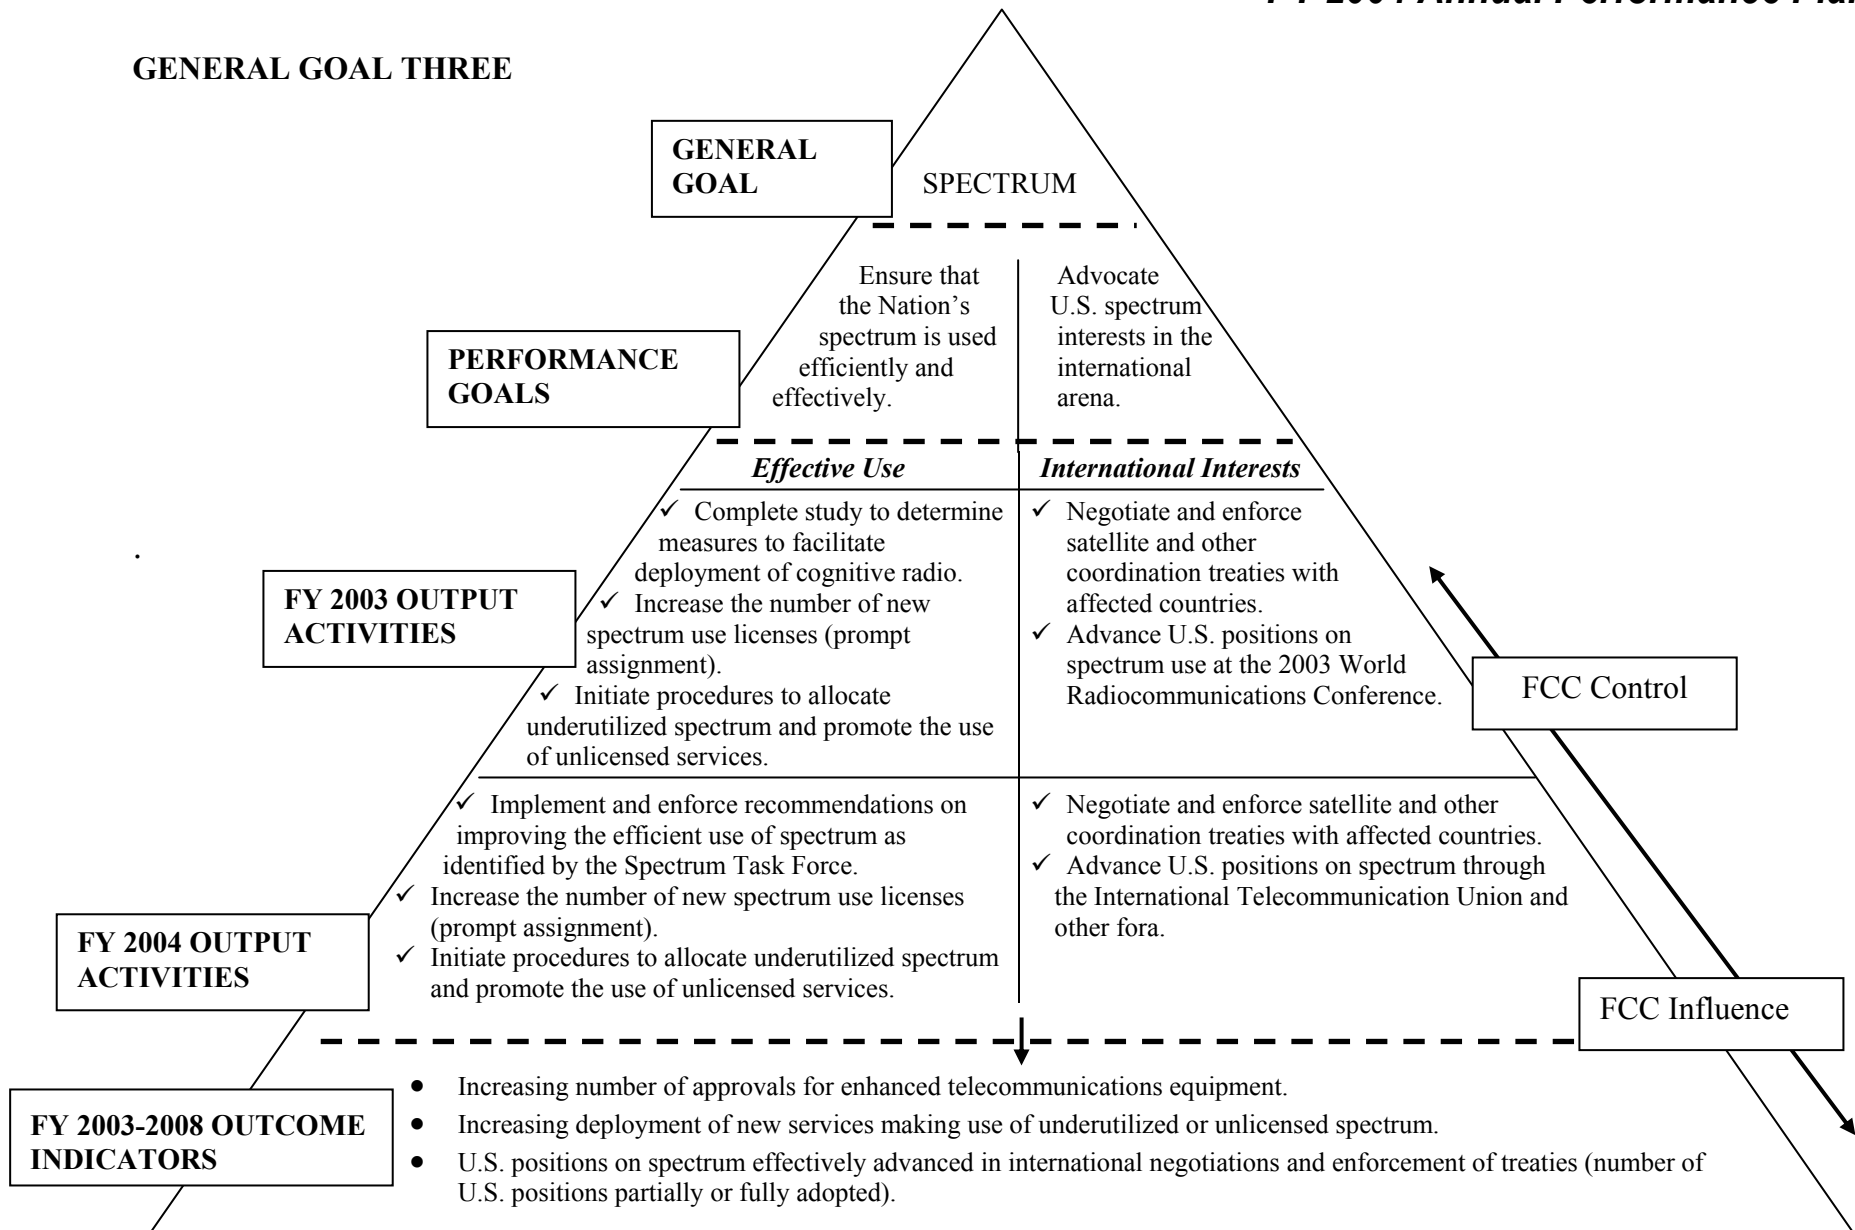 GENERAL GOAL THREE
GENERAL
GOAL
SPECTRUM
Ensure that
the Nation’s
spectrum is used
efficiently and
effectively.
Advocate
U.S. spectrum
interests in the
international
arena.
PERFORMANCE
GOALS
Effective Use
International Interests
✓ Complete study to determine
measures to facilitate
deployment of cognitive radio.
✓ Increase the number of new
spectrum use licenses (prompt
assignment).
✓ Initiate procedures to allocate
underutilized spectrum and promote the use
of unlicensed services.
✓ Negotiate and enforce
satellite and other
coordination treaties with
affected countries.
✓ Advance U.S. positions on
spectrum use at the 2003 World
Radiocommunications Conference.
.
FY 2003 OUTPUT
ACTIVITIES
FCC Control
✓ Implement and enforce recommendations on
improving the efficient use of spectrum as
identified by the Spectrum Task Force.
✓ Increase the number of new spectrum use licenses
(prompt assignment).
✓ Initiate procedures to allocate underutilized spectrum
and promote the use of unlicensed services.
✓ Negotiate and enforce satellite and other
coordination treaties with affected countries.
✓ Advance U.S. positions on spectrum through
the International Telecommunication Union and
other fora.
FY 2004 OUTPUT
ACTIVITIES
FCC Influence
FY 2003-2008 OUTCOME
INDICATORS
• Increasing number of approvals for enhanced telecommunications equipment.
• Increasing deployment of new services making use of underutilized or unlicensed spectrum.
• U.S. positions on spectrum effectively advanced in international negotiations and enforcement of treaties (number of
U.S. positions partially or fully adopted).